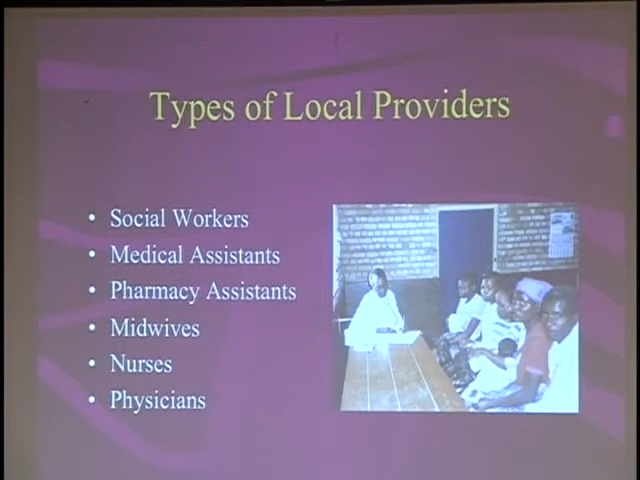 Types of Local Providers
• Social Workers
• Medical Assistants
• Pharmacy Assistants
• Midwives
• Nurses
• Physicians